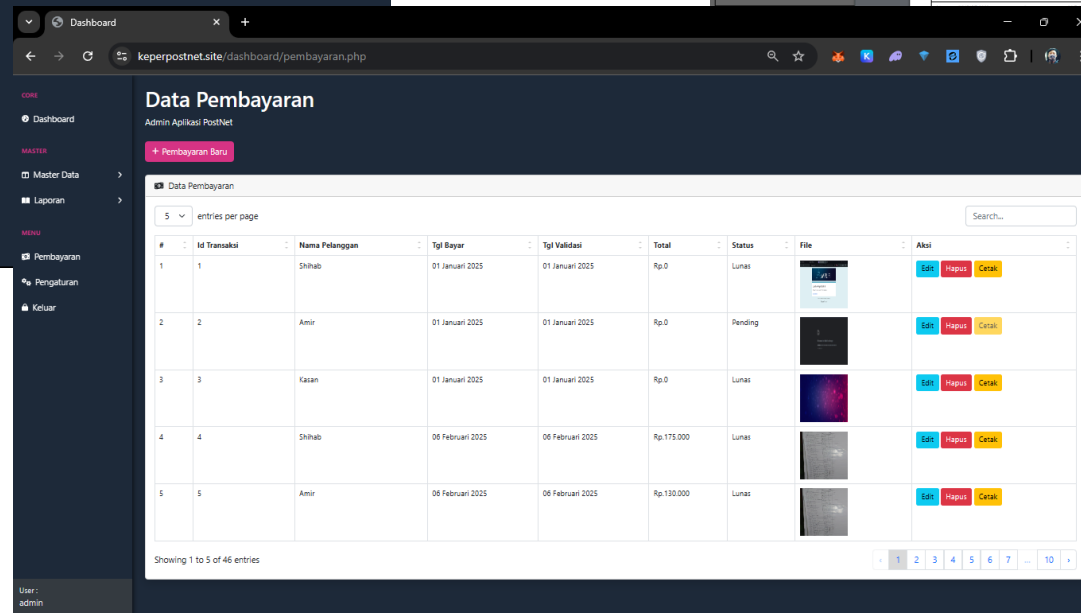 Dashboard
keperpostnet.site/dashboard/pembayaran.php
CORE
Dashboard
MASTER
Master Data
Laporan
MENU
Pembayaran
Pengaturan
Keluar
User :
admin
Data Pembayaran
Admin Aplikasi PostNet
+ Pembayaran Baru
Data Pembayaran
5 entries per page Search...
# Id Transaksi Nama Pelanggan Tgl Bayar Tgl Validasi Total Status File Aksi
1 1 Shihab 01 Januari 2025 01 Januari 2025 Rp.0 Lunas Edit Hapus Cetak
2 2 Amir 01 Januari 2025 01 Januari 2025 Rp.0 Pending Edit Hapus Cetak
3 3 Kasan 01 Januari 2025 01 Januari 2025 Rp.0 Lunas Edit Hapus Cetak
4 4 Shihab 06 Februari 2025 06 Februari 2025 Rp.175.000 Lunas Edit Hapus Cetak
5 5 Amir 06 Februari 2025 06 Februari 2025 Rp.130.000 Lunas Edit Hapus Cetak
Showing 1 to 5 of 46 entries
‹ 1 2 3 4 5 6 7 ... 10 ›